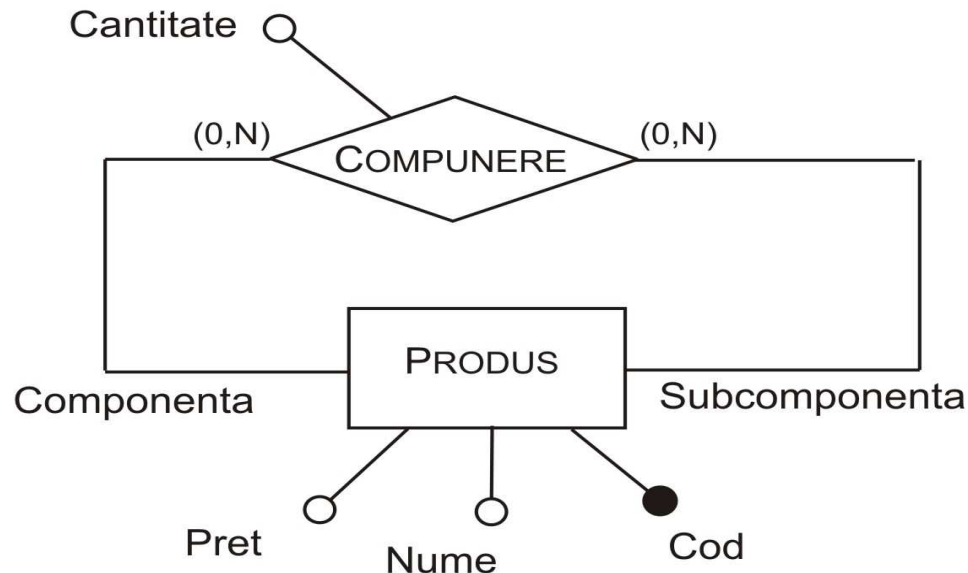 Cantitate
(0,N)
COMPUNERE
(0,N)
PRODUS
Componenta
Subcomponenta
Pret
Nume
Cod